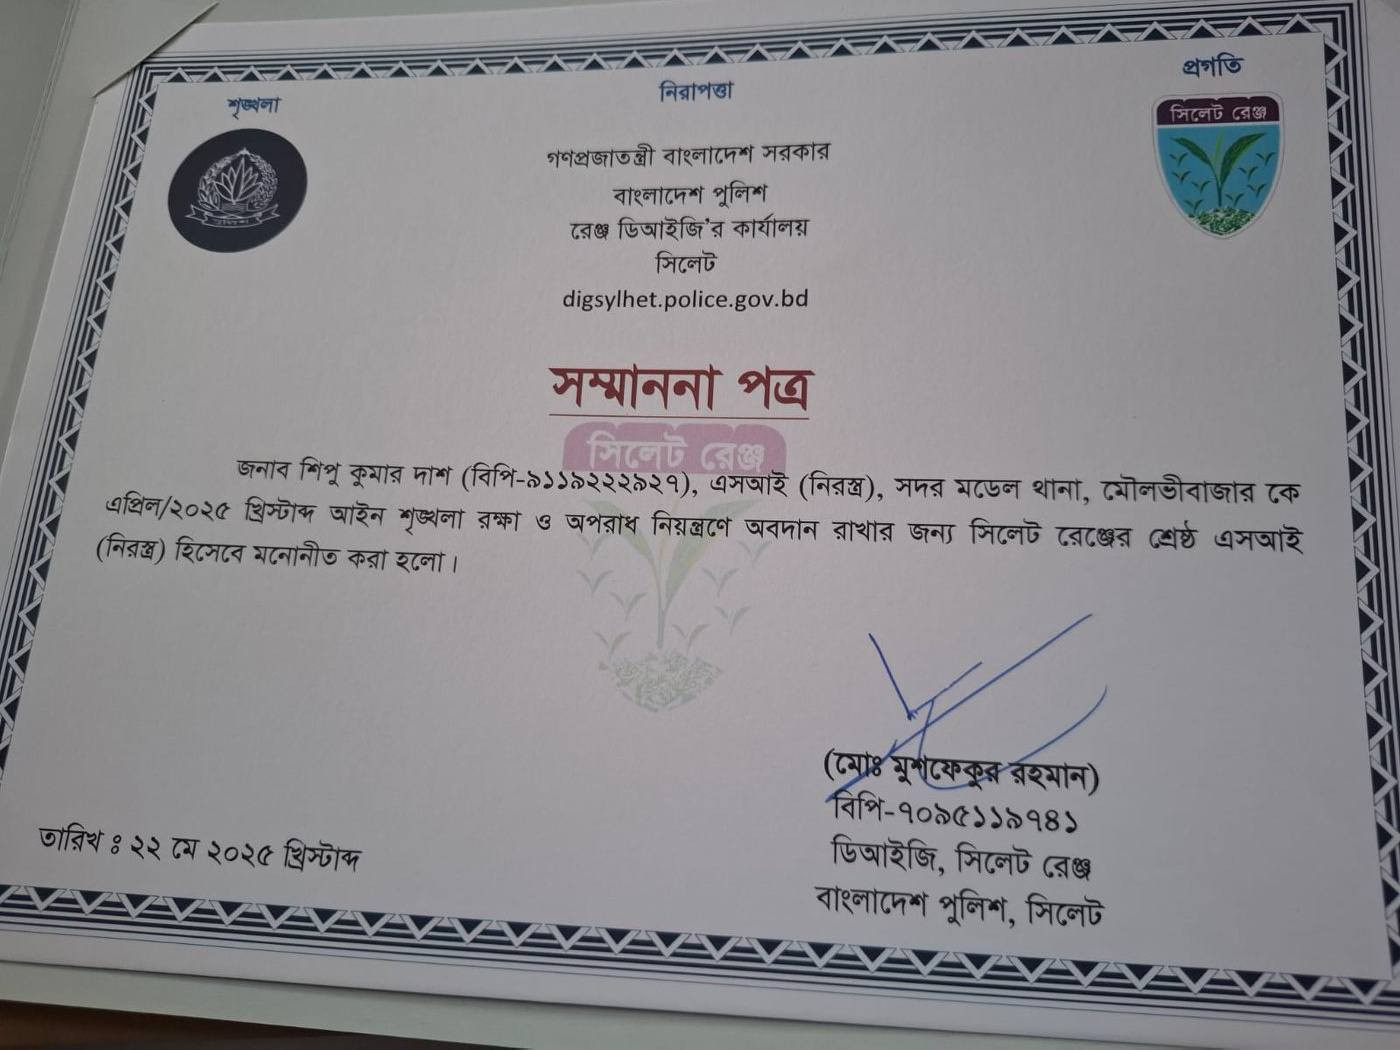 শৃঙ্খলা
নিরাপত্তা
প্রগতি
সিলেট রেঞ্জ
গণপ্রজাতন্ত্রী বাংলাদেশ সরকার
বাংলাদেশ পুলিশ
রেঞ্জ ডিআইজি'র কার্যালয়
সিলেট
digsylhet.police.gov.bd
সম্মাননা পত্র
সিলেট রেঞ্জ
জনাব শিপু কুমার দাশ (বিপি-৯১১৯২২২৯২৭), এসআই (নিরস্ত্র), সদর মডেল থানা, মৌলভীবাজার কে
এপ্রিল/২০২৫ খ্রিস্টাব্দ আইন শৃঙ্খলা রক্ষা ও অপরাধ নিয়ন্ত্রণে অবদান রাখার জন্য সিলেট রেঞ্জের শ্রেষ্ঠ এসআই
(নিরস্ত্র) হিসেবে মনোনীত করা হলো।
(মোঃ মুশফেকুর রহমান)
বিপি-৭০৯৫১১৯৭৪১
ডিআইজি, সিলেট রেঞ্জ
বাংলাদেশ পুলিশ, সিলেট
তারিখ ঃ ২২ মে ২০২৫ খ্রিস্টাব্দ